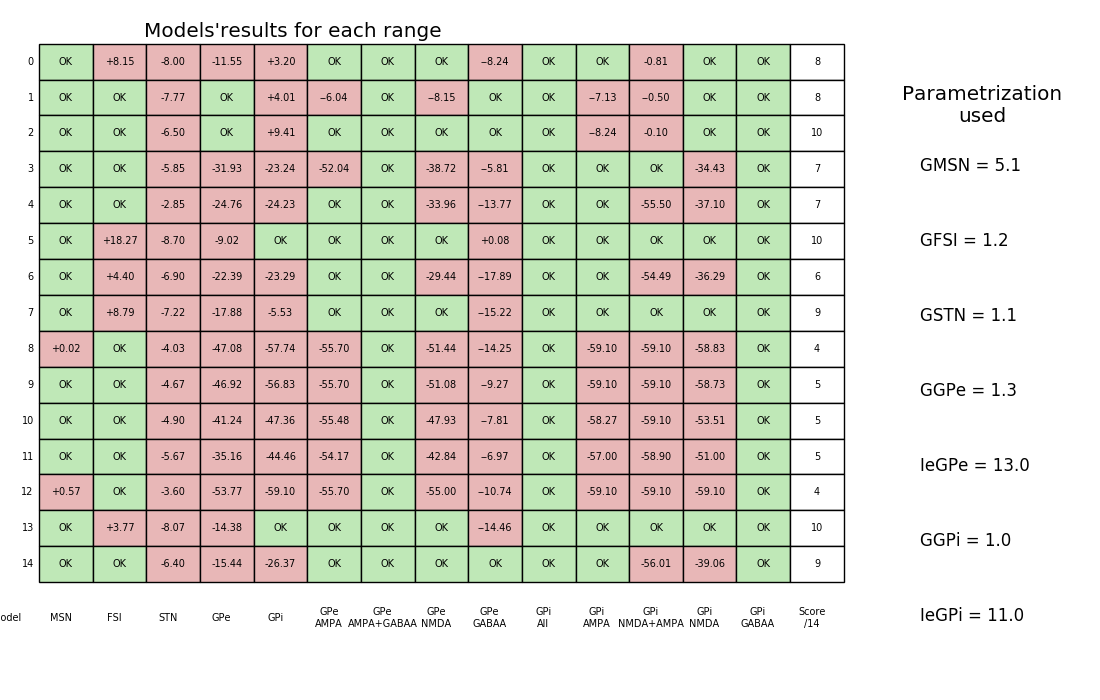 Models'results for each range
0 OK +8.15 -8.00 -11.55 +3.20 OK OK OK --8.24 OK OK -0.81 OK OK 8
1 OK OK -7.77 OK +4.01 --6.04 OK --8.15 OK OK --7.13 --0.50 OK OK 8
2 OK OK -6.50 OK +9.41 OK OK OK OK OK --8.24 -0.10 OK OK 10
3 OK OK -5.85 -31.93 -23.24 -52.04 OK -38.72 --5.81 OK OK OK -34.43 OK 7
4 OK OK -2.85 -24.76 -24.23 OK OK -33.96 --13.77 OK OK -55.50 -37.10 OK 7
5 OK +18.27 -8.70 -9.02 OK OK OK OK +0.08 OK OK OK OK OK 10
6 OK +4.40 -6.90 -22.39 -23.29 OK OK -29.44 --17.89 OK OK -54.49 -36.29 OK 6
7 OK +8.79 -7.22 -17.88 -5.53 OK OK OK --15.22 OK OK OK OK OK 9
8 +0.02 OK -4.03 -47.08 -57.74 -55.70 OK -51.44 --14.25 OK -59.10 -59.10 -58.83 OK 4
9 OK OK -4.67 -46.92 -56.83 -55.70 OK -51.08 --9.27 OK -59.10 -59.10 -58.73 OK 5
10 OK OK -4.90 -41.24 -47.36 -55.48 OK -47.93 --7.81 OK -58.27 -59.10 -53.51 OK 5
11 OK OK -5.67 -35.16 -44.46 -54.17 OK -42.84 --6.97 OK -57.00 -58.90 -51.00 OK 5
12 +0.57 OK -3.60 -53.77 -59.10 -55.70 OK -55.00 --10.74 OK -59.10 -59.10 -59.10 OK 4
13 OK +3.77 -8.07 -14.38 OK OK OK OK --14.46 OK OK OK OK OK 10
14 OK OK -6.40 -15.44 -26.37 OK OK OK OK OK OK -56.01 -39.06 OK 9
odel MSN FSI STN GPe GPi GPe GPe GPe GPe GPi GPi GPi GPi GPi Score
AMPA AMPA+GABAA NMDA GABAA All AMPA NMDA+AMPA NMDA GABAA /14
Parametrization
used
GMSN = 5.1
GFSI = 1.2
GSTN = 1.1
GGPe = 1.3
IeGPe = 13.0
GGPi = 1.0
IeGPi = 11.0